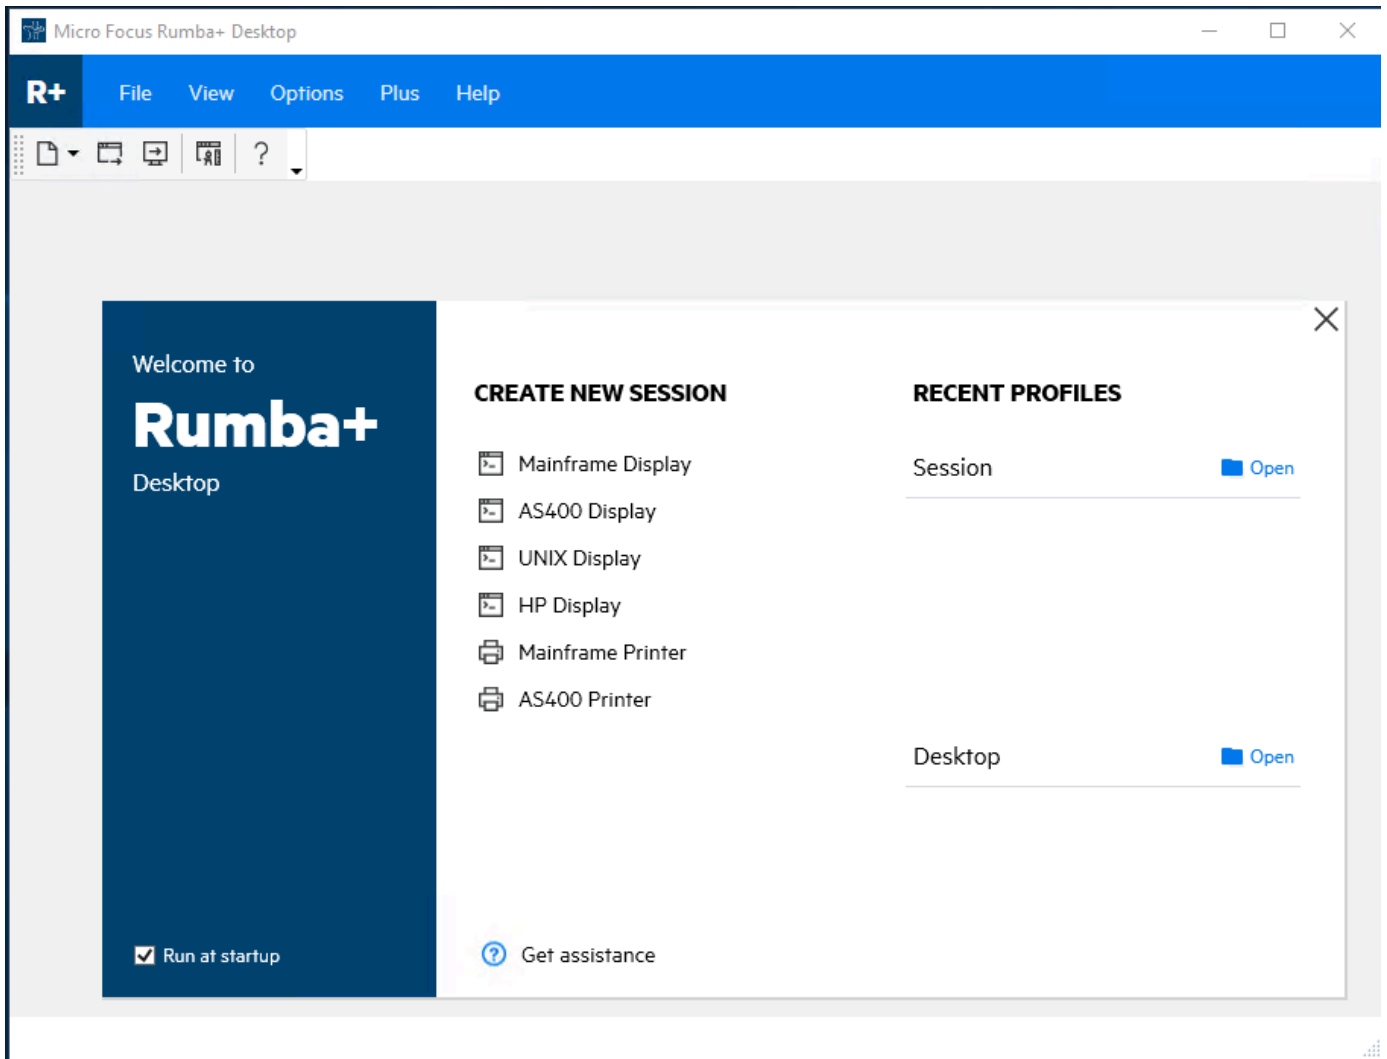 Micro Focus Rumba+ Desktop
R+ File View Options Plus Help
Welcome to
Rumba+
Desktop
Run at startup
CREATE NEW SESSION
Mainframe Display
AS400 Display
UNIX Display
HP Display
Mainframe Printer
AS400 Printer
Get assistance
RECENT PROFILES
Session Open
Desktop Open